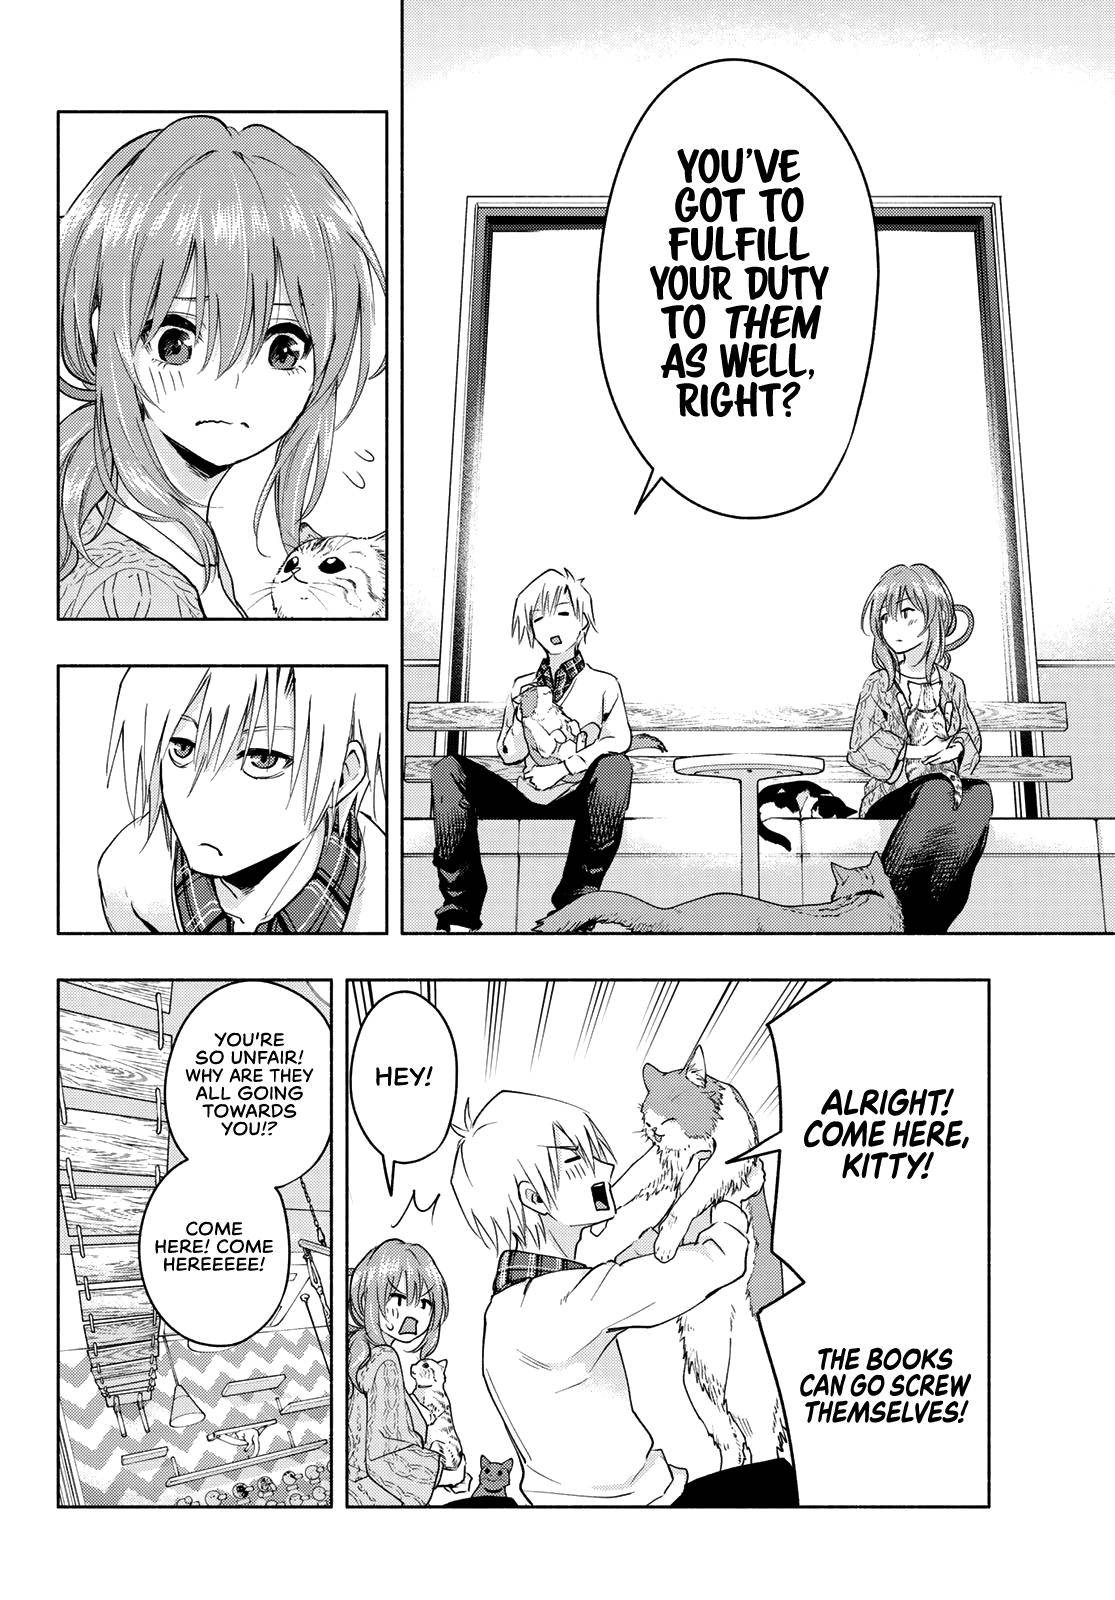 YOU'VE
GOT TO
FULFILL
YOUR DUTY
TO THEM
AS WELL,
RIGHT?
ALRIGHT!
COME HERE,
KITTY!
THE BOOKS
CAN GO SCREW
THEMSELVES!
HEY!
YOU'RE
SO UNFAIR!
WHY ARE THEY
ALL GOING
TOWARDS
YOU!?
COME
HERE! COME
HEREEEEE!